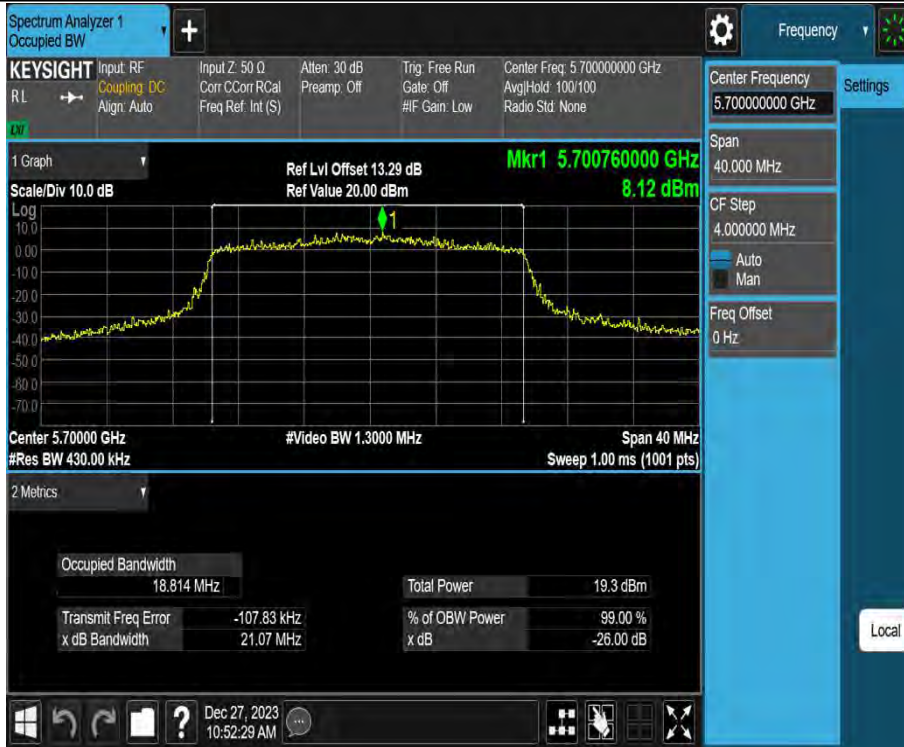 Spectrum Analyzer 1
Occupied BW
+
Frequency
KEYSIGHT
RL
Input: RF
Coupling: DC
Align: Auto
Input Z: 50 Ω
Corr CCorr RCal
Freq Ref: Int (S)
Atten: 30 dB
Preamp: Off
Trig: Free Run
Gate: Off
#IF Gain: Low
Center Freq: 5.700000000 GHz
Avg|Hold: 100/100
Radio Std: None
LXI
Center Frequency
5.700000000 GHz
Settings
Span
40.000 MHz
CF Step
4.000000 MHz
Auto
Man
Freq Offset
0 Hz
Local
1 Graph
Scale/Div 10.0 dB
Ref Lvl Offset 13.29 dB
Ref Value 20.00 dBm
Mkr1 5.700760000 GHz
8.12 dBm
Log
1
10.0
0.00
-10.0
-20.0
-30.0
-40.0
-50.0
-60.0
-70.0
Center 5.70000 GHz
#Video BW 1.3000 MHz
Span 40 MHz
#Res BW 430.00 kHz
Sweep 1.00 ms (1001 pts)
2 Metrics
Occupied Bandwidth
18.814 MHz
Total Power 19.3 dBm
Transmit Freq Error -107.83 kHz
% of OBW Power 99.00 %
x dB Bandwidth 21.07 MHz
x dB -26.00 dB
?
Dec 27, 2023
10:52:29 AM